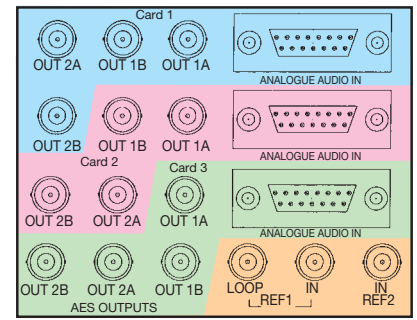 Card 1
OUT 2A OUT 1B OUT 1A
ANALOGUE AUDIO IN
OUT 2B OUT 1B OUT 1A
ANALOGUE AUDIO IN
Card 2 Card 3
OUT 2B OUT 2A OUT 1A
ANALOGUE AUDIO IN
OUT 2B OUT 2A OUT 1B LOOP IN IN
AES OUTPUTS REF1 REF2